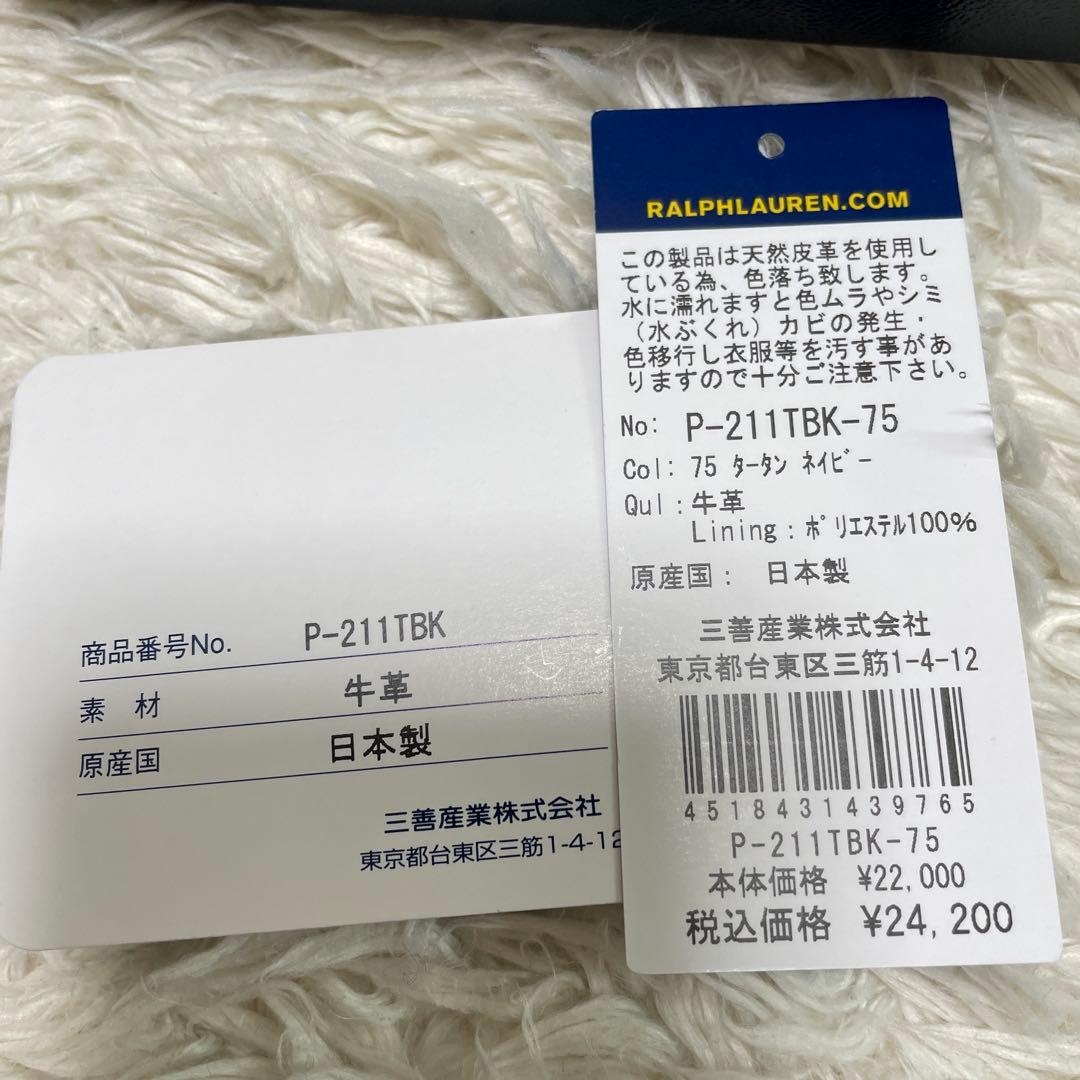 商品番号No. P-211TBK
素 材 牛革
原産国 日本製
三善産業株式会社
東京都台東区三筋1-4-12
RALPHLAUREN.COM
この製品は天然皮革を使用し
ている為、色落ち致します。
水に濡れますと色ムラやシミ
（水ぶくれ）カビの発生・
色移行し衣服等を汚す事があ
りますので十分ご注意下さい。
No: P-211TBK-75
Col: 75 ﾀｰﾀﾝ ﾈｲﾋﾞｰ
Qul：牛革
Lining：ﾎﾟﾘｴｽﾃﾙ100%
原産国： 日本製
三善産業株式会社
東京都台東区三筋1-4-12
4518431439765
P-211TBK-75
本体価格 ¥22,000
税込価格 ¥24,200